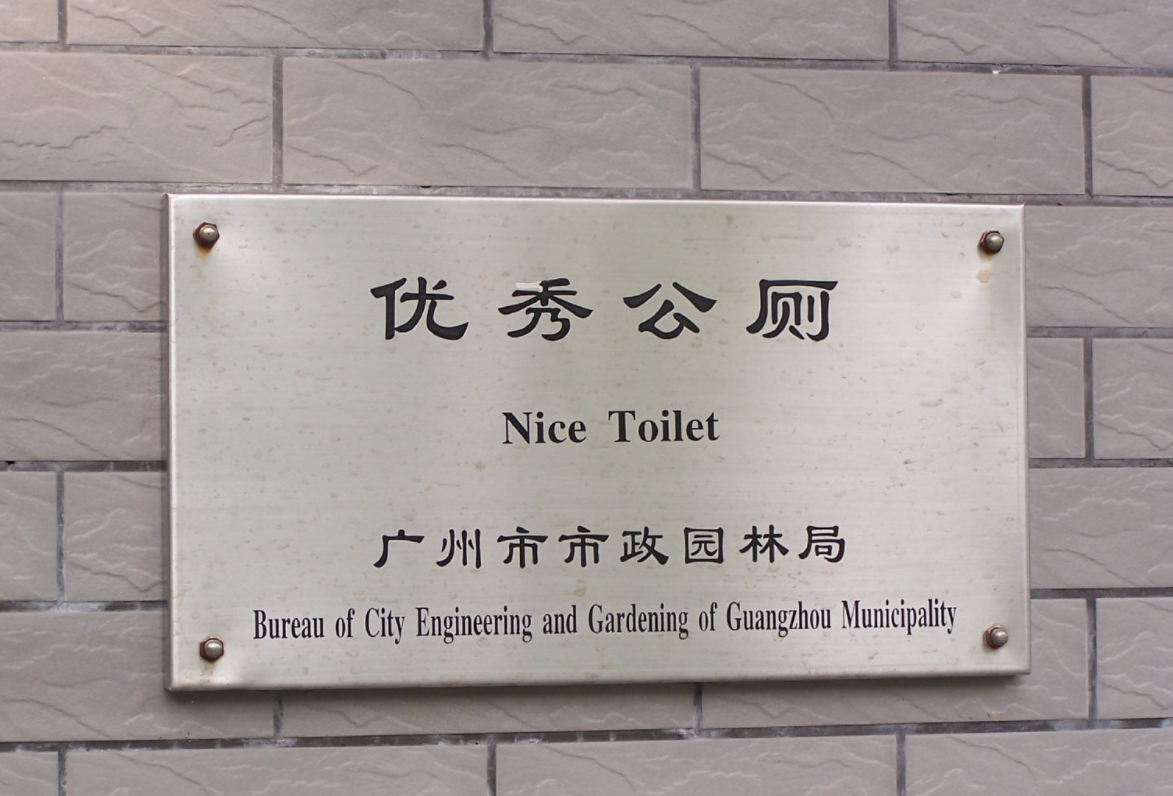 优秀公厕
Nice Toilet
广州市市政园林局
Bureau of City Engineering and Gardening of Guangzhou Municipality